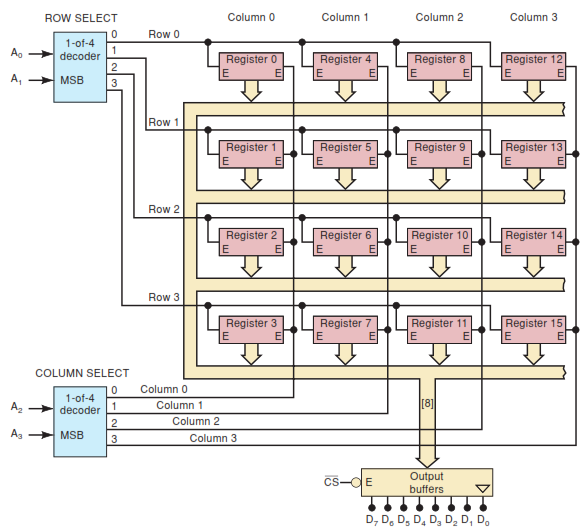 ROW SELECT
Column 0 Column 1 Column 2 Column 3
A0
A1
1-of-4
decoder
MSB
0
1
2
3
Row 0
Register 0
E E
Register 4
E E
Register 8
E E
Register 12
E E
Row 1
Register 1
E E
Register 5
E E
Register 9
E E
Register 13
E E
Row 2
Register 2
E E
Register 6
E E
Register 10
E E
Register 14
E E
Row 3
Register 3
E E
Register 7
E E
Register 11
E E
Register 15
E E
COLUMN SELECT
A2
A3
1-of-4
decoder
MSB
0
1
2
3
Column 0
Column 1
Column 2
Column 3
[8]
CS
E
Output
buffers
D7 D6 D5 D4 D3 D2 D1 D0